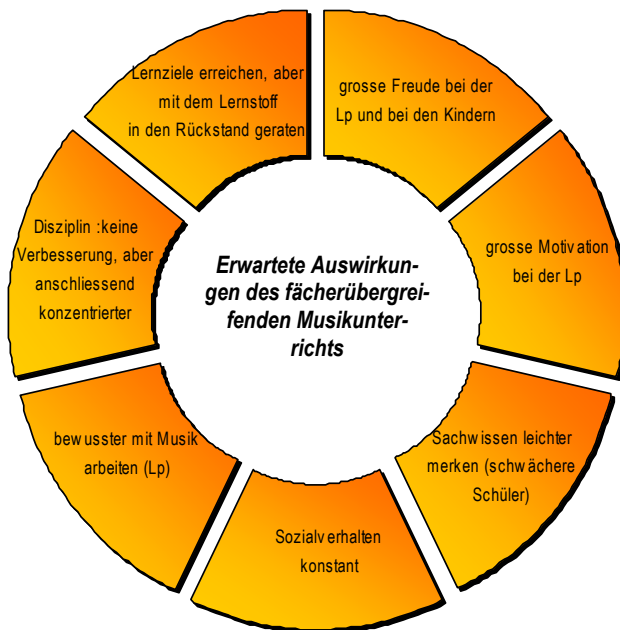 Erwartete Auswirkun-
gen des fächerübergrei-
fenden Musikunter-
richts
grosse Freude bei der
Lp und bei den Kindern
grosse Motivation
bei der Lp
Sachwissen leichter
merken (schwächere
Schüler)
Sozialverhalten
konstant
bewusster mit Musik
arbeiten (Lp)
Disziplin :keine
Verbesserung, aber
anschliessend
konzentrierter
Lernziele erreichen, aber
mit dem Lernstoff
in den Rückstand geraten